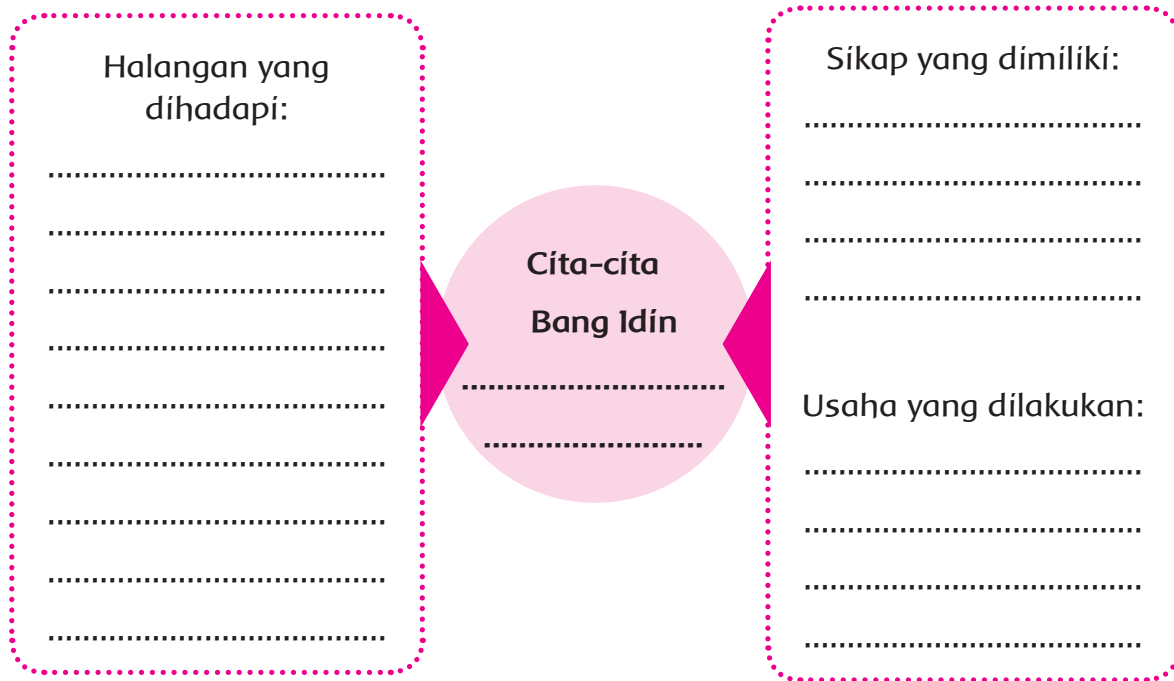 Halangan yang
dihadapi:
Cita-cita
Bang Idin
Sikap yang dimiliki:
Usaha yang dilakukan: